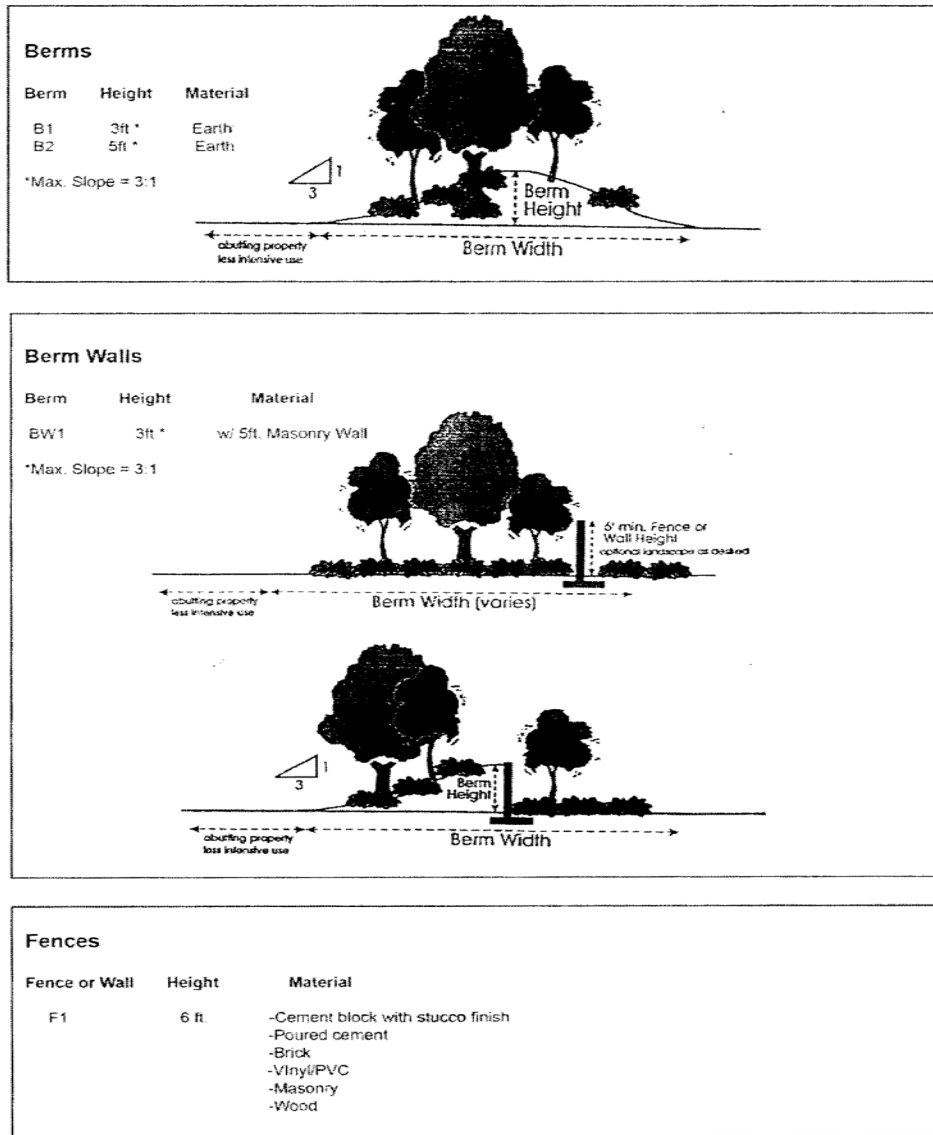 Berms
Berm Height Material
B1 3ft * Earth
B2 5ft * Earth
*Max. Slope = 3:1
1
3
Berm
Height
abutting property
less intensive use
Berm Width
Berm Walls
Berm Height Material
BW1 3ft * w/ 5ft. Masonry Wall
*Max. Slope = 3:1
6' min. Fence or
Wall Height
optional landscape as desired
abutting property
less intensive use
Berm Width (varies)
1
3
Berm
Height
abutting property
less intensive use
Berm Width
Fences
Fence or Wall Height Material
F1 6 ft. -Cement block with stucco finish
-Poured cement
-Brick
-Vinyl/PVC
-Masonry
-Wood